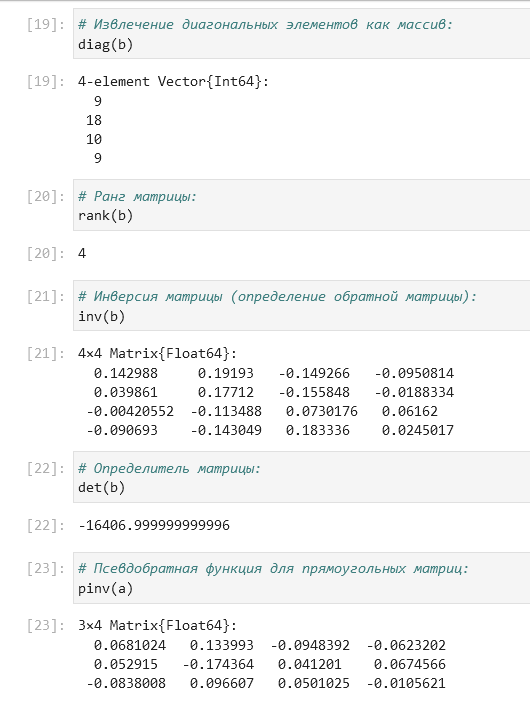 [19]: # Извлечение диагональных элементов как массив:
diag(b)
[19]: 4-element Vector{Int64}:
9
18
10
9
[20]: # Ранг матрицы:
rank(b)
[20]: 4
[21]: # Инверсия матрицы (определение обратной матрицы):
inv(b)
[21]: 4×4 Matrix{Float64}:
0.142988 0.19193 -0.149266 -0.0950814
0.039861 0.17712 -0.155848 -0.0188334
-0.00420552 -0.113488 0.0730176 0.06162
-0.090693 -0.143049 0.183336 0.0245017
[22]: # Определитель матрицы:
det(b)
[22]: -16406.999999999996
[23]: # Псевдобратная функция для прямоугольных матриц:
pinv(a)
[23]: 3×4 Matrix{Float64}:
0.0681024 0.133993 -0.0948392 -0.0623202
0.052915 -0.174364 0.041201 0.0674566
-0.0838008 0.096607 0.0501025 -0.0105621